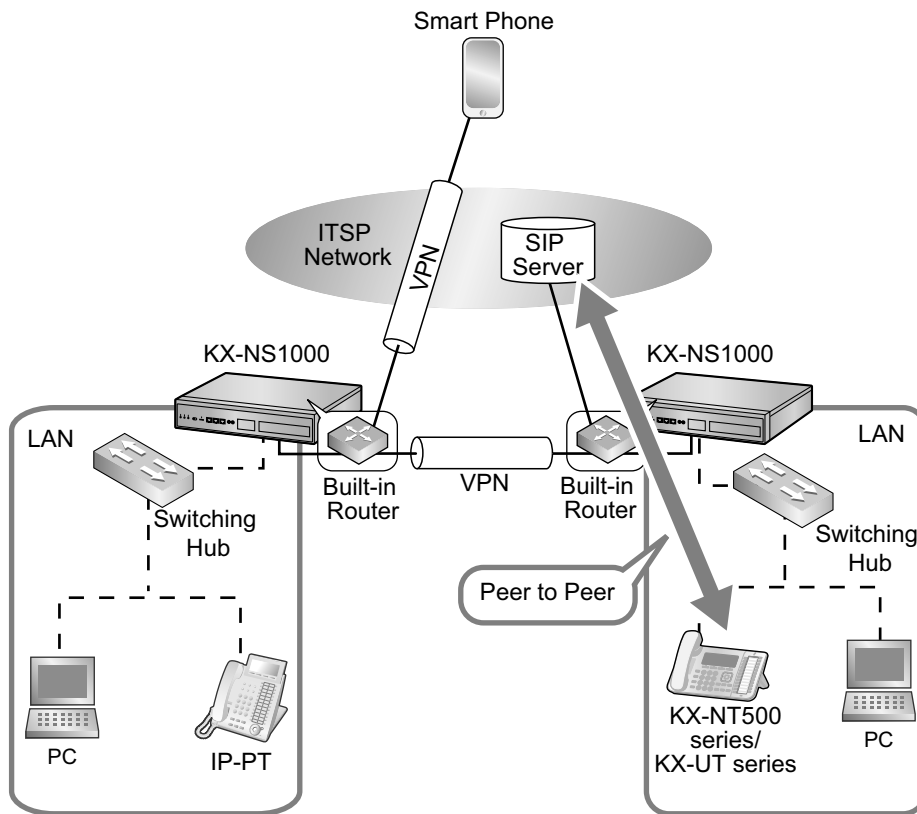 Smart Phone
ITSP
Network
VPN
SIP
Server
KX-NS1000
KX-NS1000
LAN
LAN
Built-in
Router
VPN
Built-in
Router
Switching
Hub
Switching
Hub
Peer to Peer
PC
IP-PT
KX-NT500
series/
KX-UT series
PC